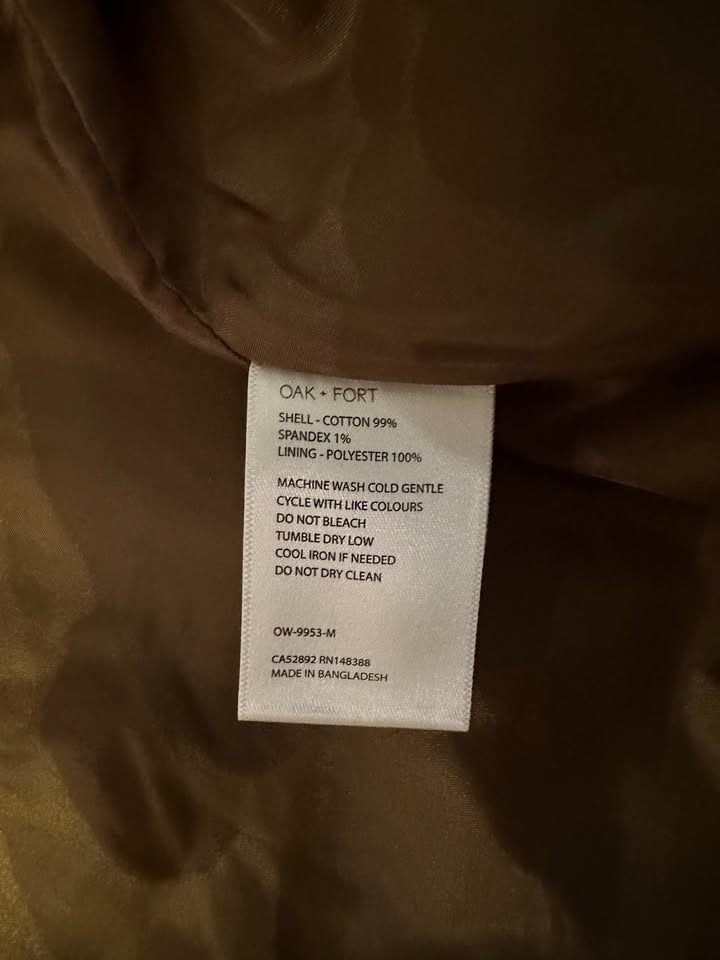 OAK + FORT
SHELL - COTTON 99%
SPANDEX 1%
LINING - POLYESTER 100%
MACHINE WASH COLD GENTLE
CYCLE WITH LIKE COLOURS
DO NOT BLEACH
TUMBLE DRY LOW
COOL IRON IF NEEDED
DO NOT DRY CLEAN
OW-9953-M
CA52892 RN148388
MADE IN BANGLADESH